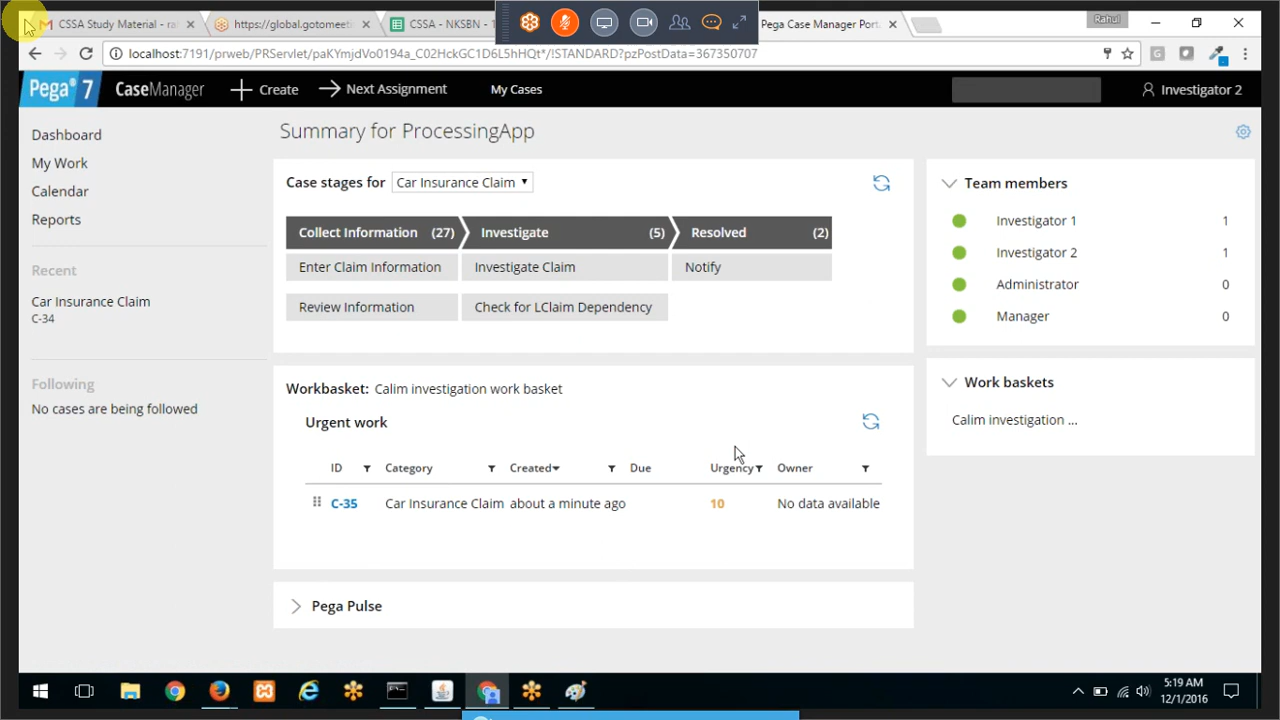 CSSA Study Material - ra
https://global.gotomeeti
CSSA - NKSBN - 1
Pega Case Manager Port
Rahul
localhost:7191/prweb/PRServlet/paKYmjdVo0194a_C02HckGC1D6L5hHQt*/!STANDARD?pzPostData=367350707
Pega 7 CaseManager Create Next Assignment My Cases Investigator 2
Dashboard
My Work
Calendar
Reports
Recent
Car Insurance Claim
C-34
Following
No cases are being followed
Summary for ProcessingApp
Case stages for Car Insurance Claim
Collect Information (27) Investigate (5) Resolved (2)
Enter Claim Information Investigate Claim Notify
Review Information Check for LClaim Dependency
Workbasket: Calim investigation work basket
Urgent work
ID Category Created Due Urgency Owner
C-35 Car Insurance Claim about a minute ago 10 No data available
Pega Pulse
Team members
Investigator 1 1
Investigator 2 1
Administrator 0
Manager 0
Work baskets
Calim investigation ...
5:19 AM
12/1/2016